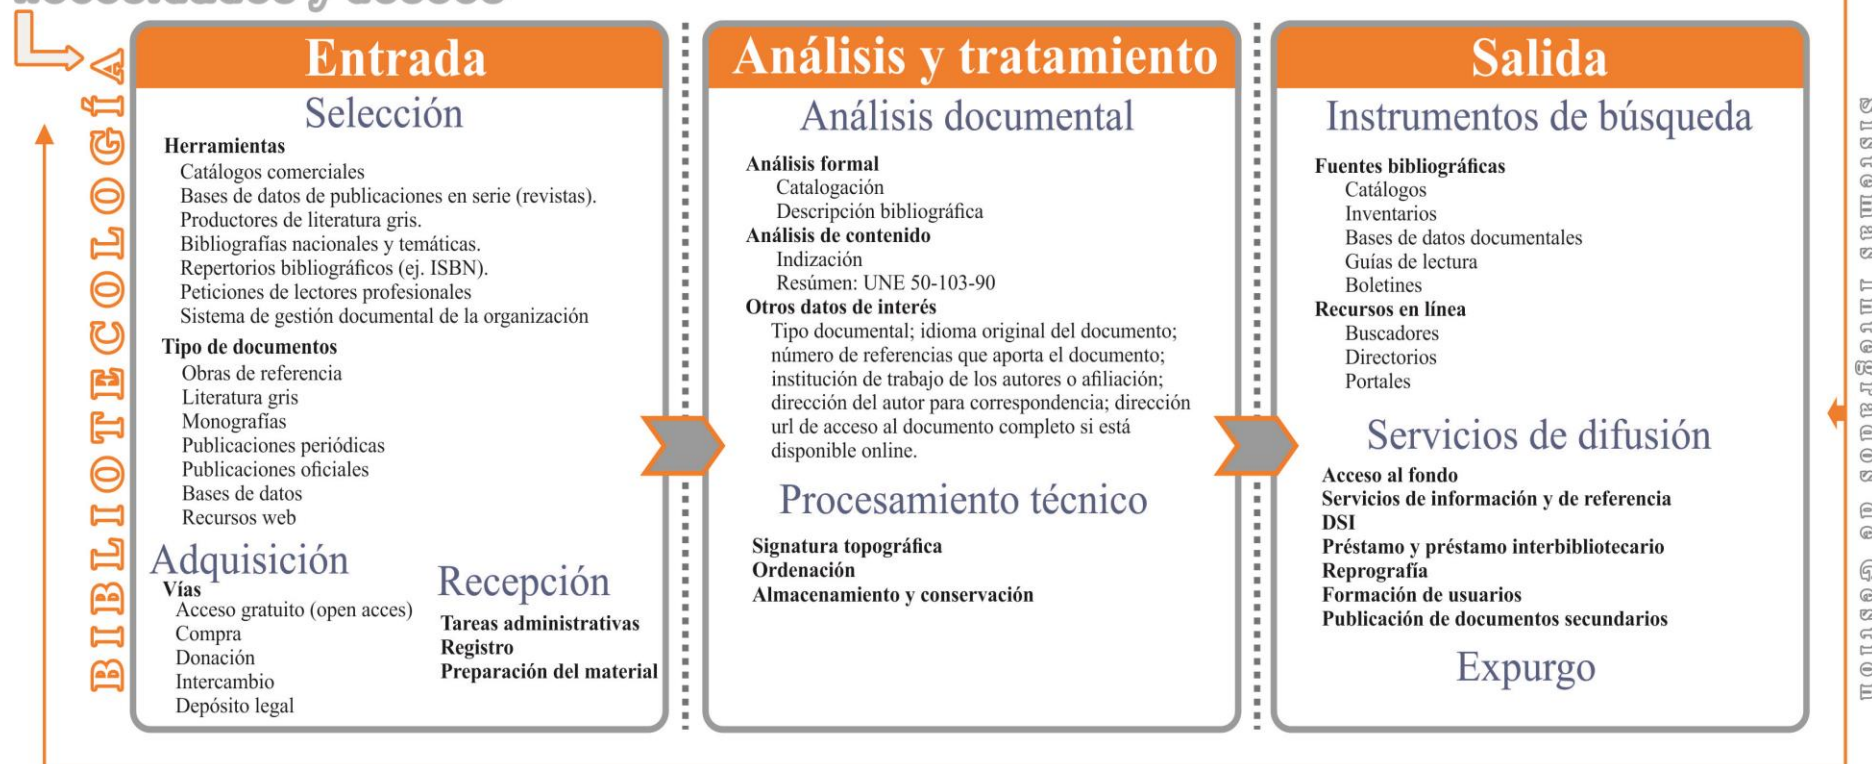 necesidades y deseos
BIBLIOTECOLOGÍA
Entrada
Selección
Herramientas
Catálogos comerciales
Bases de datos de publicaciones en serie (revistas).
Productores de literatura gris.
Bibliografías nacionales y temáticas.
Repertorios bibliográficos (ej. ISBN).
Peticiones de lectores profesionales
Sistema de gestión documental de la organización
Tipo de documentos
Obras de referencia
Literatura gris
Monografías
Publicaciones periódicas
Publicaciones oficiales
Bases de datos
Recursos web
Adquisición
Vías
Acceso gratuito (open acces)
Compra
Donación
Intercambio
Depósito legal
Recepción
Tareas administrativas
Registro
Preparación del material
Análisis y tratamiento
Análisis documental
Análisis formal
Catalogación
Descripción bibliográfica
Análisis de contenido
Indización
Resúmen: UNE 50-103-90
Otros datos de interés
Tipo documental; idioma original del documento;
número de referencias que aporta el documento;
institución de trabajo de los autores o afiliación;
dirección del autor para correspondencia; dirección
url de acceso al documento completo si está
disponible online.
Procesamiento técnico
Signatura topográfica
Ordenación
Almacenamiento y conservación
Salida
Instrumentos de búsqueda
Fuentes bibliográficas
Catálogos
Inventarios
Bases de datos documentales
Guías de lectura
Boletines
Recursos en línea
Buscadores
Directorios
Portales
Servicios de difusión
Acceso al fondo
Servicios de información y de referencia
DSI
Préstamo y préstamo interbibliotecario
Reprografía
Formación de usuarios
Publicación de documentos secundarios
Expurgo
Sistemas Integrados de Gestión